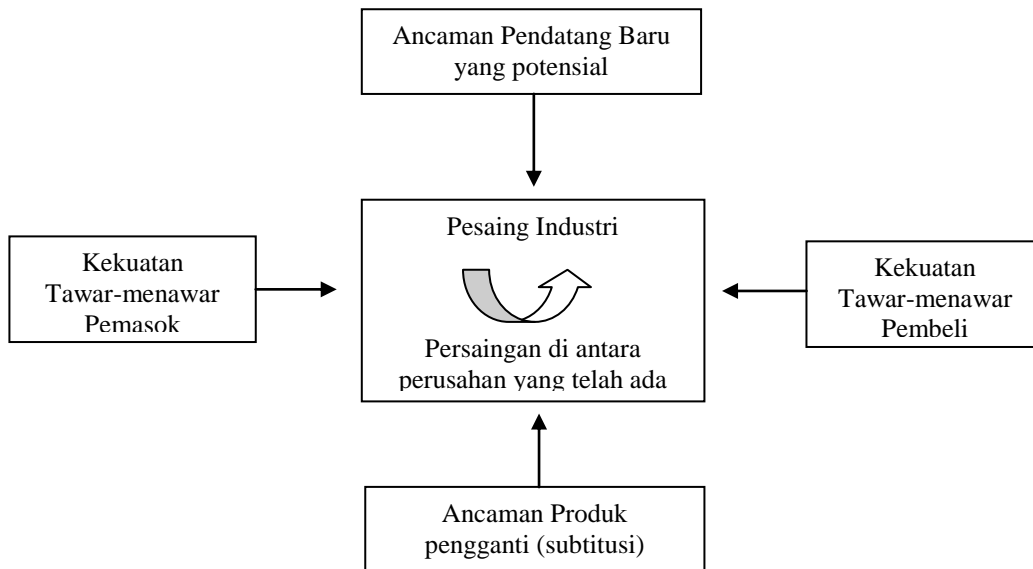 Ancaman Pendatang Baru
yang potensial
Pesaing Industri
Kekuatan
Tawar-menawar
Pemasok
Kekuatan
Tawar-menawar
Pembeli
Persaingan di antara
perusahan yang telah ada
Ancaman Produk
pengganti (subtitusi)